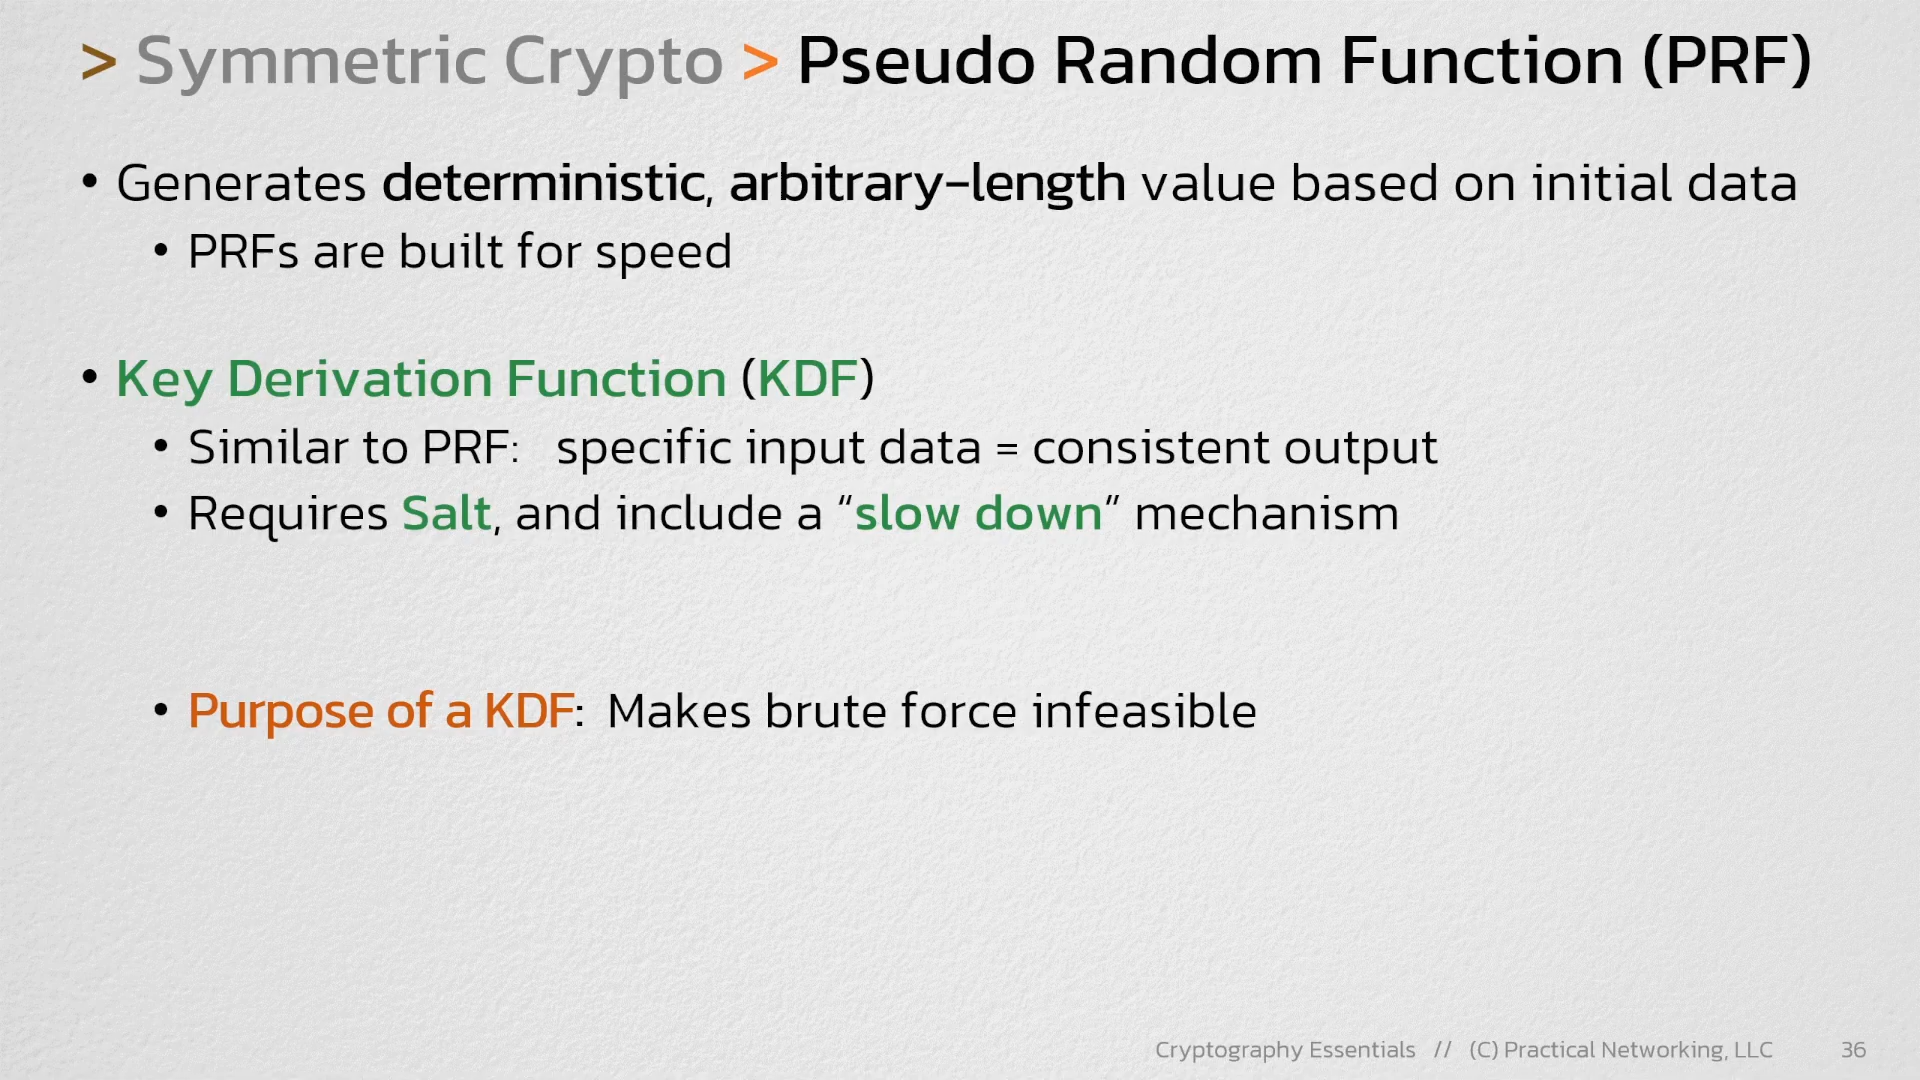 > Symmetric Crypto > Pseudo Random Function (PRF)
• Generates deterministic, arbitrary-length value based on initial data
• PRFs are built for speed
• Key Derivation Function (KDF)
• Similar to PRF: specific input data = consistent output
• Requires Salt, and include a “slow down” mechanism
• Purpose of a KDF: Makes brute force infeasible
Cryptography Essentials // (C) Practical Networking, LLC 36